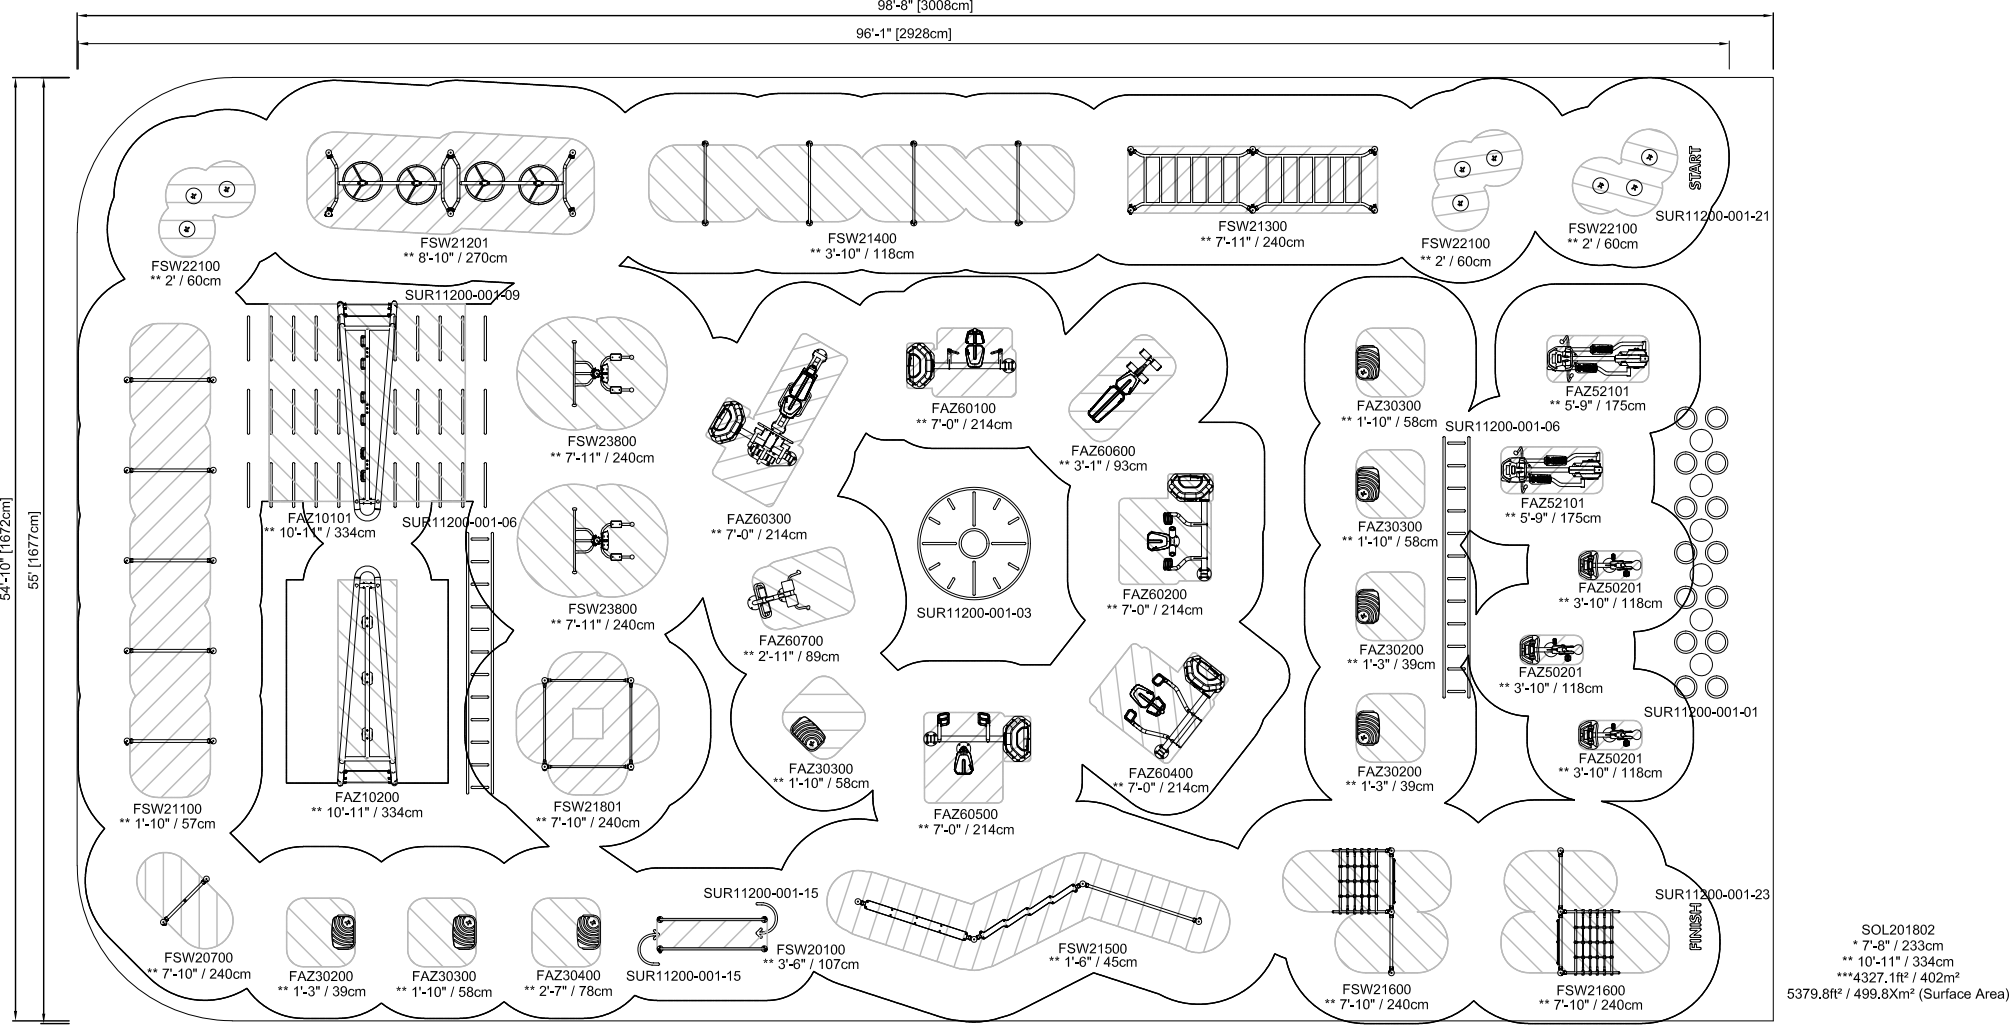 98'-8" [3008cm]
96'-1" [2928cm]
54'-10" [1672cm]
55' [1677cm]
FSW22100
** 2' / 60cm
FSW21201
** 8'-10" / 270cm
FSW21400
** 3'-10" / 118cm
FSW21300
** 7'-11" / 240cm
FSW22100
** 2' / 60cm
FSW22100
** 2' / 60cm
START
SUR11200-001-21
SUR11200-001-09
FAZ10101
** 10'-11" / 334cm
SUR11200-001-06
FSW23800
** 7'-11" / 240cm
FSW23800
** 7'-11" / 240cm
FAZ60300
** 7'-0" / 214cm
FAZ60100
** 7'-0" / 214cm
FAZ60600
** 3'-1" / 93cm
FAZ30300
** 1'-10" / 58cm
SUR11200-001-06
FAZ52101
** 5'-9" / 175cm
FAZ52101
** 5'-9" / 175cm
FAZ30300
** 1'-10" / 58cm
FAZ60200
** 7'-0" / 214cm
SUR11200-001-03
FAZ60700
** 2'-11" / 89cm
FAZ50201
** 3'-10" / 118cm
FAZ30200
** 1'-3" / 39cm
FAZ50201
** 3'-10" / 118cm
SUR11200-001-01
FAZ50201
** 3'-10" / 118cm
FAZ30200
** 1'-3" / 39cm
FAZ60400
** 7'-0" / 214cm
FAZ60500
** 7'-0" / 214cm
FAZ30300
** 1'-10" / 58cm
FSW21801
** 7'-10" / 240cm
FAZ10200
** 10'-11" / 334cm
FSW21100
** 1'-10" / 57cm
FSW20700
** 7'-10" / 240cm
FAZ30200
** 1'-3" / 39cm
FAZ30300
** 1'-10" / 58cm
FAZ30400
** 2'-7" / 78cm
SUR11200-001-15
SUR11200-001-15
FSW20100
** 3'-6" / 107cm
FSW21500
** 1'-6" / 45cm
FSW21600
** 7'-10" / 240cm
FSW21600
** 7'-10" / 240cm
SUR11200-001-23
FINISH
SOL201802
* 7'-8" / 233cm
** 10'-11" / 334cm
***4327.1ft² / 402m²
5379.8ft² / 499.8Xm² (Surface Area)